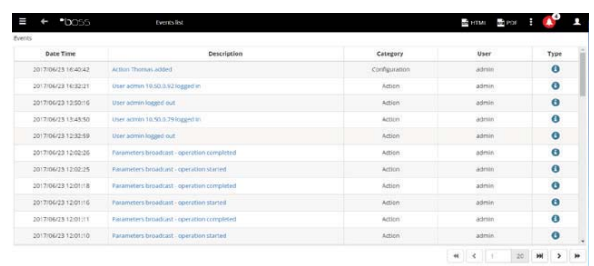 boss Events list HTML PDF 4
Events
Date Time Description Category User Type
2017/06/23 16:40:42 Action Thomas added Configuration admin
2017/06/23 16:32:21 User admin 10.50.0.92 logged in Action admin
2017/06/23 13:50:16 User admin logged out Action admin
2017/06/23 13:43:50 User admin 10.50.0.29 logged in Action admin
2017/06/23 12:32:59 User admin logged out Action admin
2017/06/23 12:02:26 Parameters broadcast - operation completed Action admin
2017/06/23 12:02:25 Parameters broadcast - operation started Action admin
2017/06/23 12:01:18 Parameters broadcast - operation completed Action admin
2017/06/23 12:01:16 Parameters broadcast - operation started Action admin
2017/06/23 12:01:11 Parameters broadcast - operation completed Action admin
2017/06/23 12:01:10 Parameters broadcast - operation started Action admin
1 20